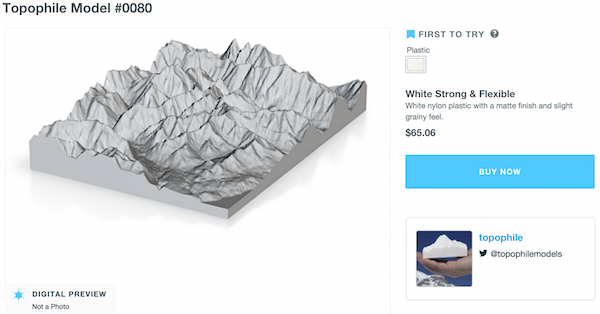 Topophile Model #0080
FIRST TO TRY ?
Plastic
White Strong & Flexible
White nylon plastic with a matte finish and slight
grainy feel.
$65.06
BUY NOW
topophile
@topophilemodels
DIGITAL PREVIEW
Not a Photo